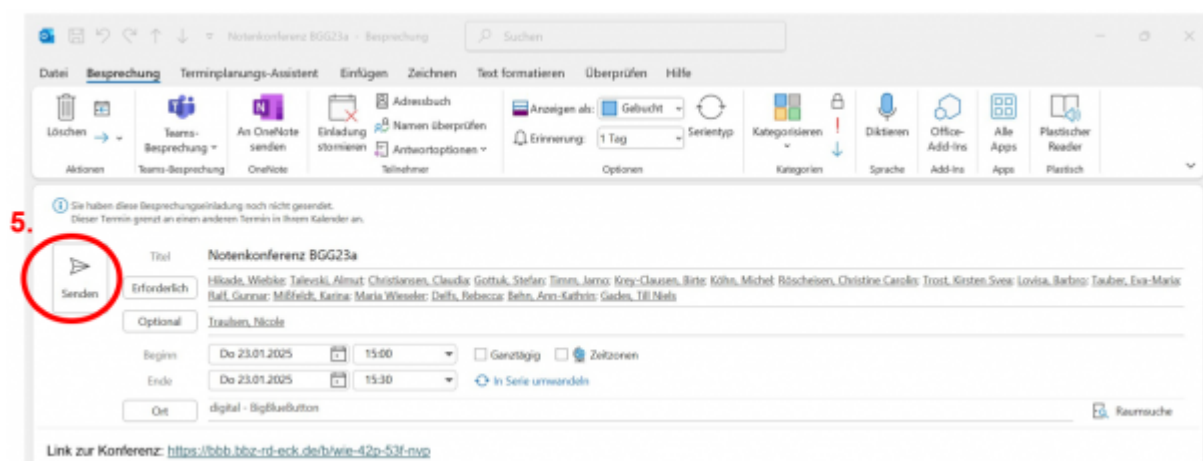 Notenkonferenz BGG23a - Besprechung Suchen
Datei Besprechung Terminplanungs-Assistent Einfügen Zeichnen Text formatieren Überprüfen Hilfe
Löschen Teams-Besprechung An OneNote senden Einladung stornieren Adressbuch Namen überprüfen Antwortoptionen Anzeigen als: Gebucht Erinnerung: 1 Tag Serientyp Kategorisieren Diktieren Office-Add-Ins Alle Apps Plastischer Reader
Aktionen Teams-Besprechung OneNote Teilnehmer Optionen Kategorien Sprache Add-Ins Apps Plastisch
Sie haben diese Besprechungseinladung noch nicht gesendet.
Dieser Termin grenzt an einen anderen Termin in Ihrem Kalender an.
5.
Senden
Titel Notenkonferenz BGG23a
Erforderlich Hikade, Wiebke; Talevski, Almut; Christiansen, Claudia; Gottuk, Stefan; Timm, Jarno; Krey-Clausen, Birte; Köhn, Michel; Röscheisen, Christine Carolin; Trost, Kirsten Svea; Lovisa, Barbro; Tauber, Eva-Maria;
Ralf, Gunnar; Mißfeldt, Karina; Maria Wieseler; Delfs, Rebecca; Behn, Ann-Kathrin; Gades, Till Niels
Optional Traulsen, Nicole
Beginn Do 23.01.2025 15:00 Ganztägig Zeitzonen
Ende Do 23.01.2025 15:30 In Serie umwandeln
Ort digital - BigBlueButton Raumsuche
Link zur Konferenz: https://bbb.bbz-rd-eck.de/b/wie-42p-53f-nvp